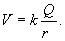 V = k Q/r.